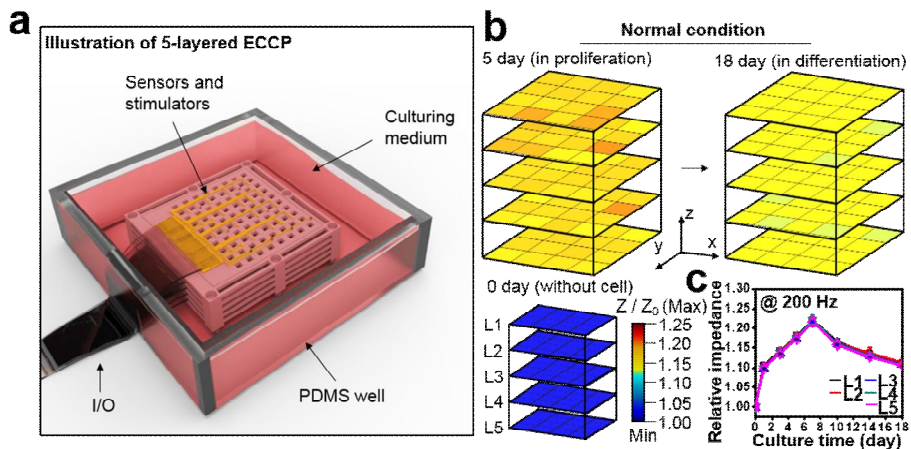 a
Illustration of 5-layered ECCP
Sensors and
stimulators
Culturing
medium
I/O
PDMS well
b
Normal condition
5 day (in proliferation)
18 day (in differentiation)
z
y
x
0 day (without cell)
L1
L2
L3
L4
L5
Z / Z₀ (Max)
1.25
1.20
1.15
1.10
1.05
1.00
Min
c
@ 200 Hz
Relative impedance
1.30
1.25
1.20
1.15
1.10
1.05
1.00
L1
L3
L2
L4
L5
0 2 4 6 8 10 12 14 16 18
Culture time (day)